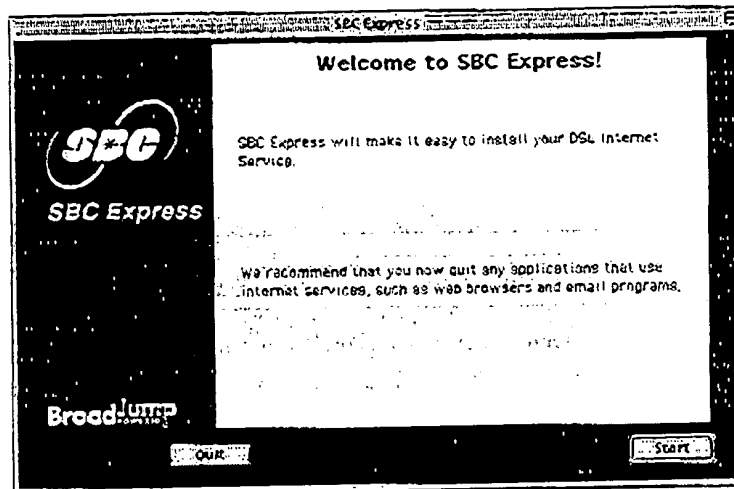 SBC Express
Welcome to SBC Express!
SBC
SBC Express will make it easy to install your DSL Internet
Service.
SBC Express
We recommend that you now quit any applications that use
internet services, such as web browsers and email programs.
BroadJump
Quit
Start